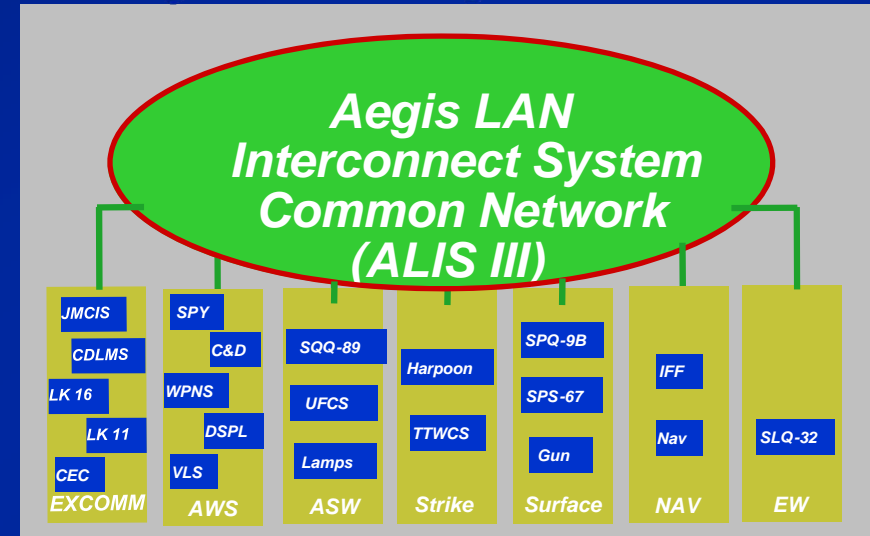 Aegis LAN
Interconnect System
Common Network
(ALIS III)
JMCIS
CDLMS
LK 16
LK 11
CEC
EXCOMM
SPY
C&D
WPNS
DSPL
VLS
AWS
SQQ-89
UFCS
Lamps
ASW
Harpoon
TTWCS
Strike
SPQ-9B
SPS-67
Gun
Surface
IFF
Nav
NAV
SLQ-32
EW